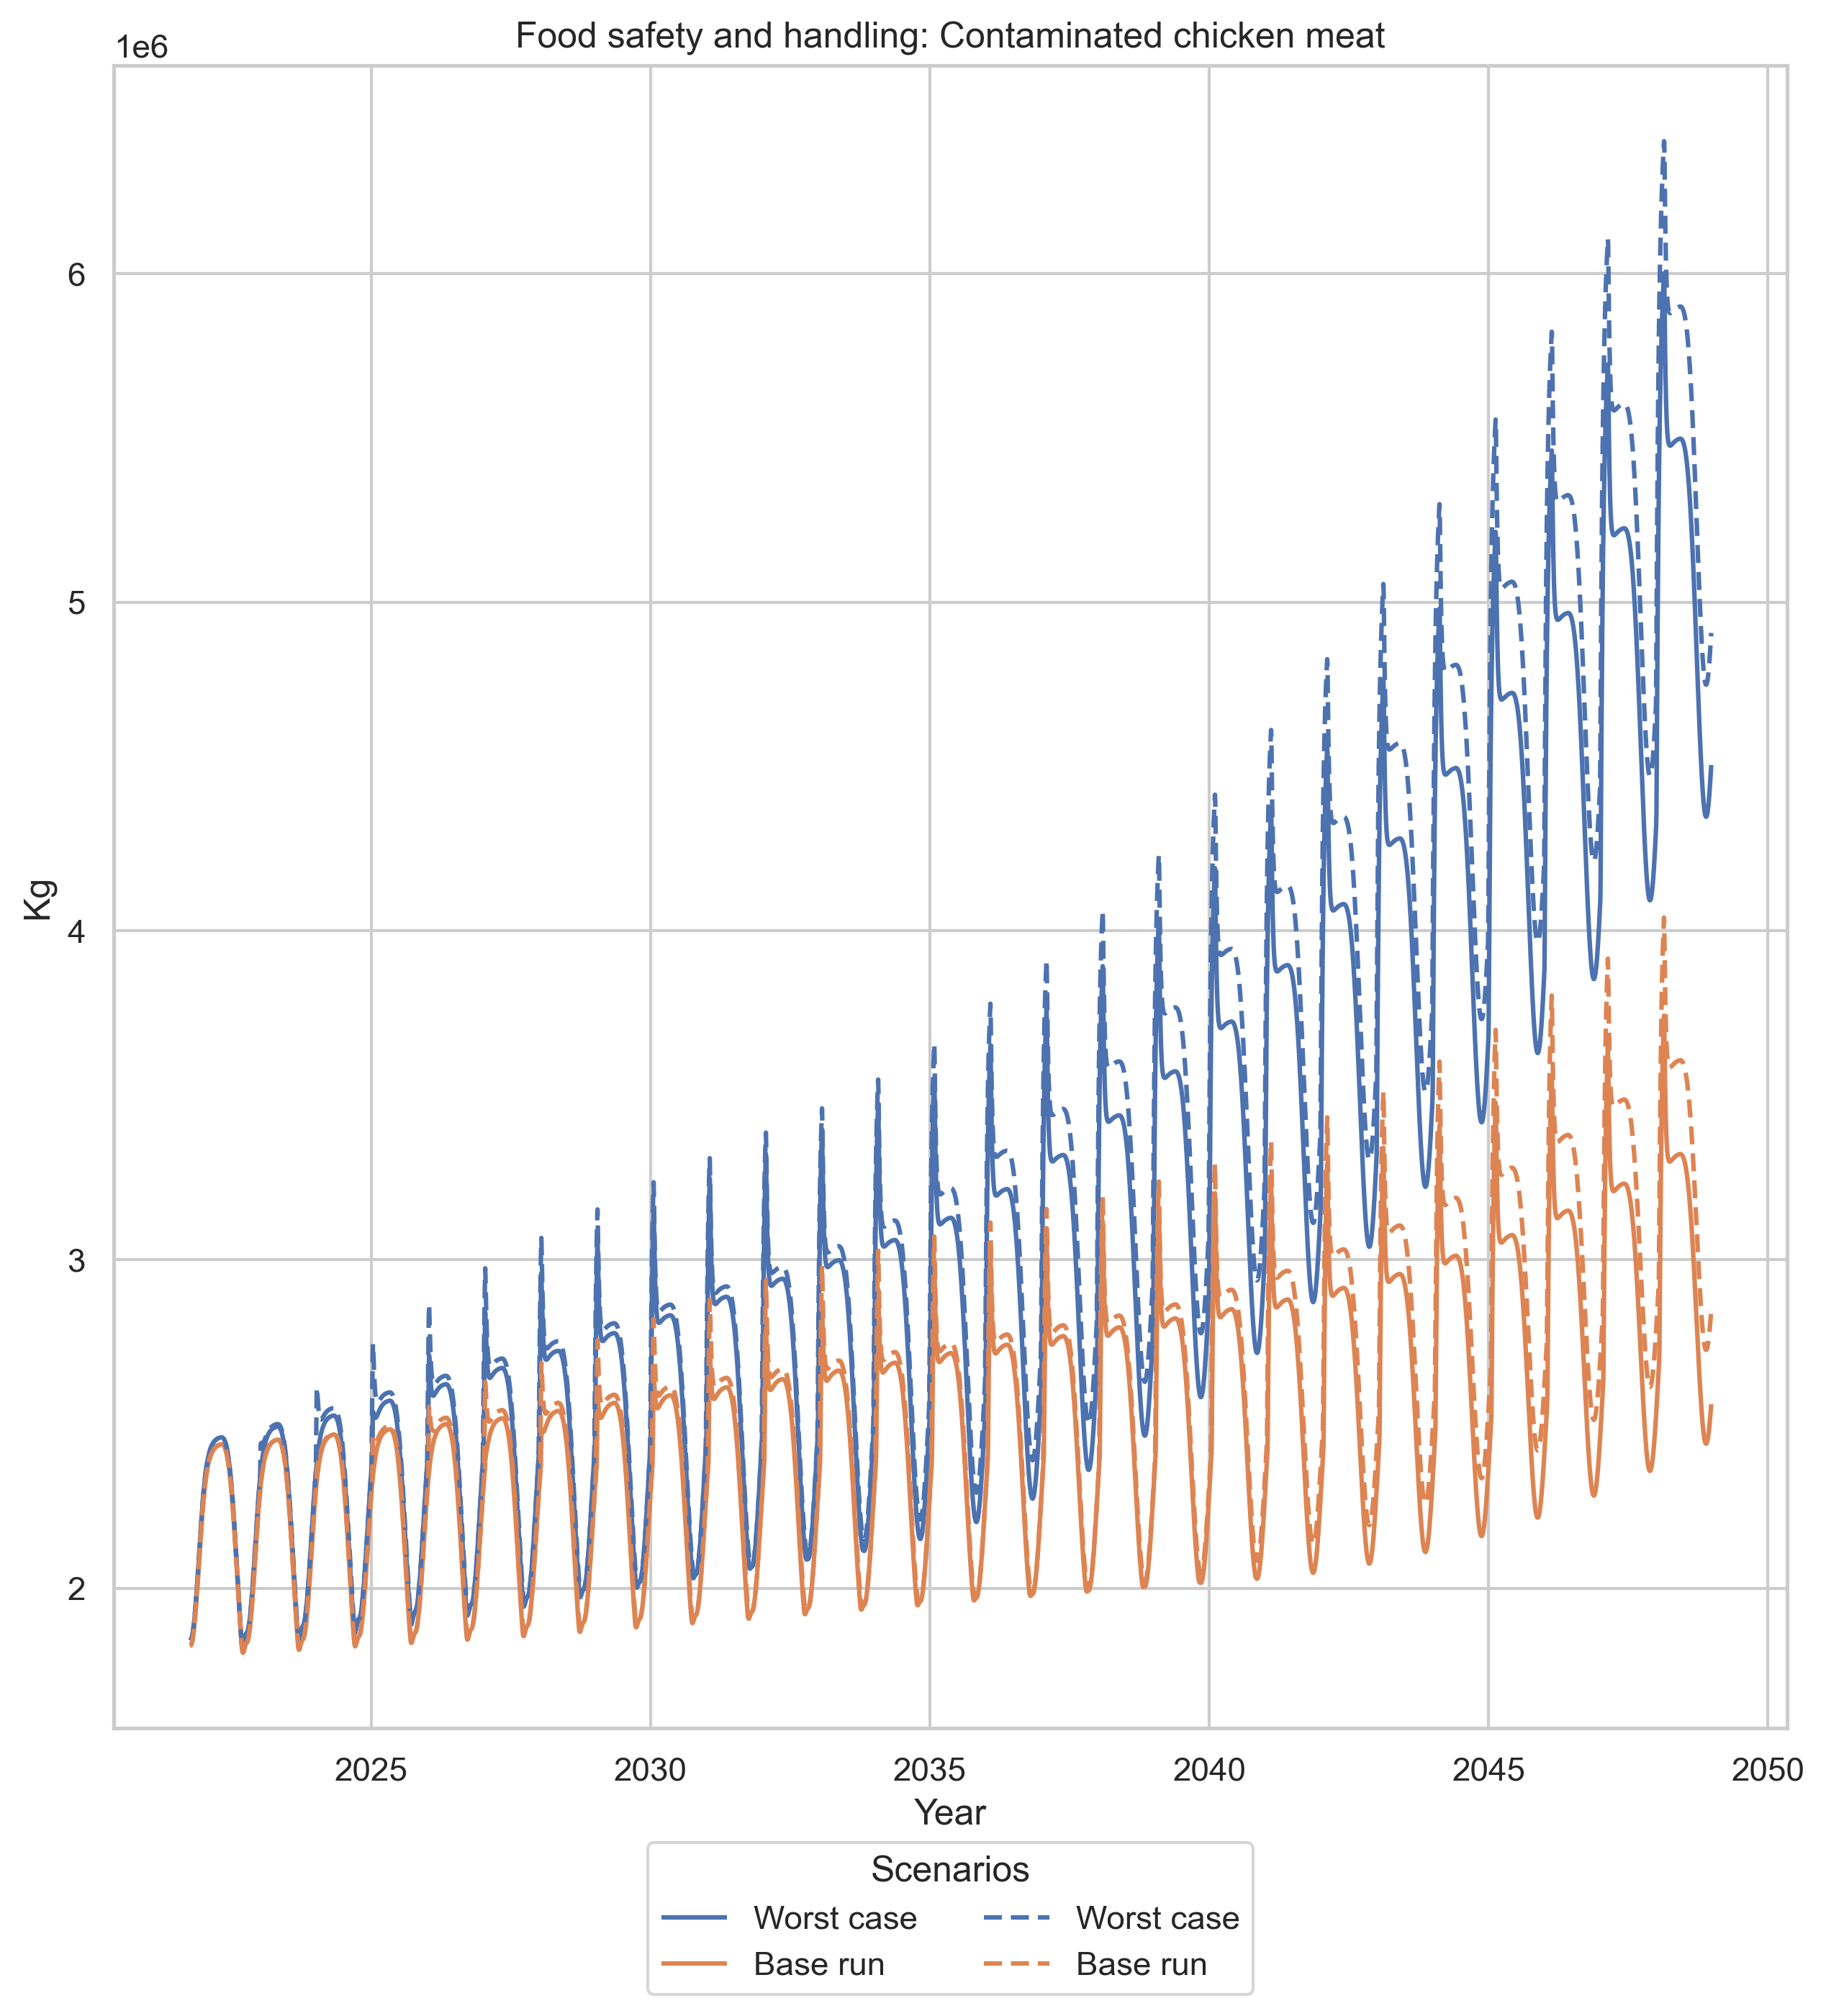 Food safety and handling: Contaminated chicken meat
1e6
6
5
4
3
2
Kg
2025 2030 2035 2040 2045 2050
Year
Scenarios
Worst case Worst case
Base run Base run